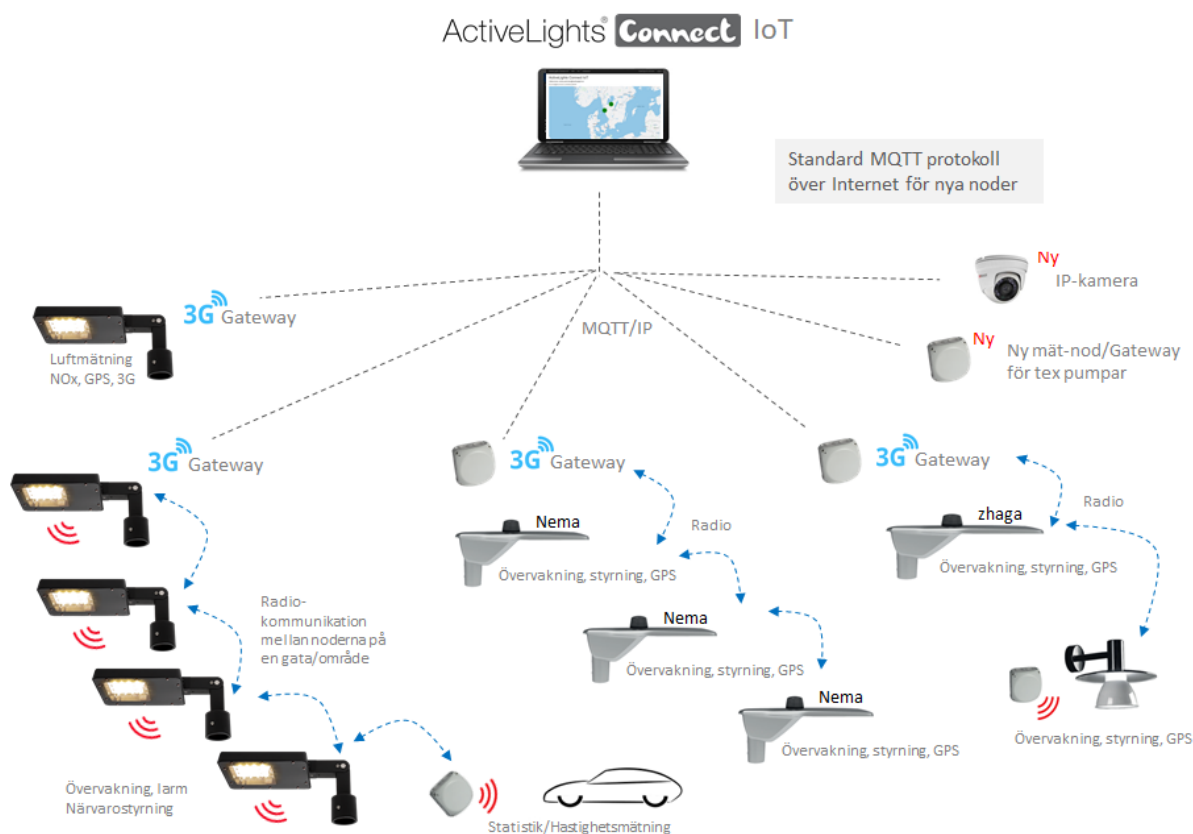 ActiveLights® Connect IoT
Standard MQTT protokoll
över Internet för nya noder
Ny
IP-kamera
3G Gateway
MQTT/IP
Ny
Ny mät-nod/Gateway
för tex pumpar
Luftmätning
NOx, GPS, 3G
3G Gateway
3G Gateway
3G Gateway
Nema
Radio
zhaga
Radio
Övervakning, styrning, GPS
Övervakning, styrning, GPS
Radio-
kommunikation
mellan noderna på
en gata/område
Nema
Övervakning, styrning, GPS
Nema
Övervakning, styrning, GPS
Övervakning, styrning, GPS
Övervakning, larm
Närvarostyrning
Statistik/Hastighetsmätning